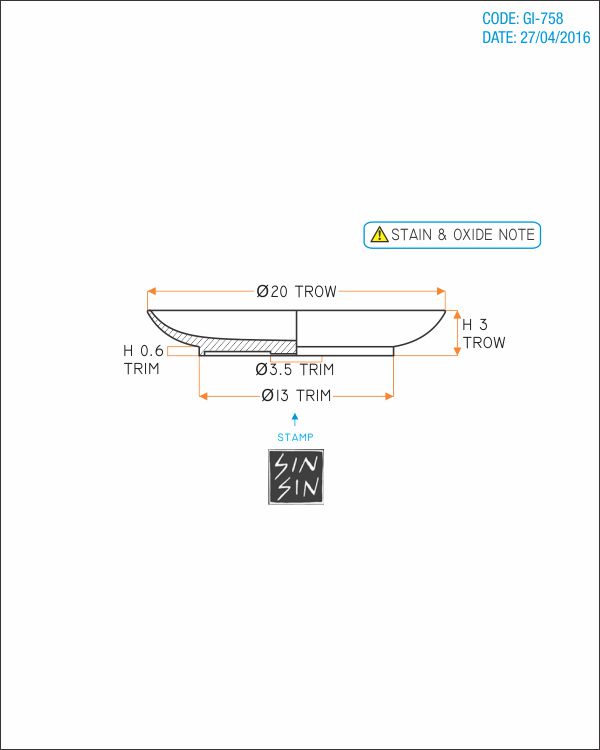 CODE: GI-758
DATE: 27/04/2016
STAIN & OXIDE NOTE
Ø20 TROW
H 3
TROW
H 0.6
TRIM
Ø3.5 TRIM
Ø13 TRIM
STAMP
SIN
SIN